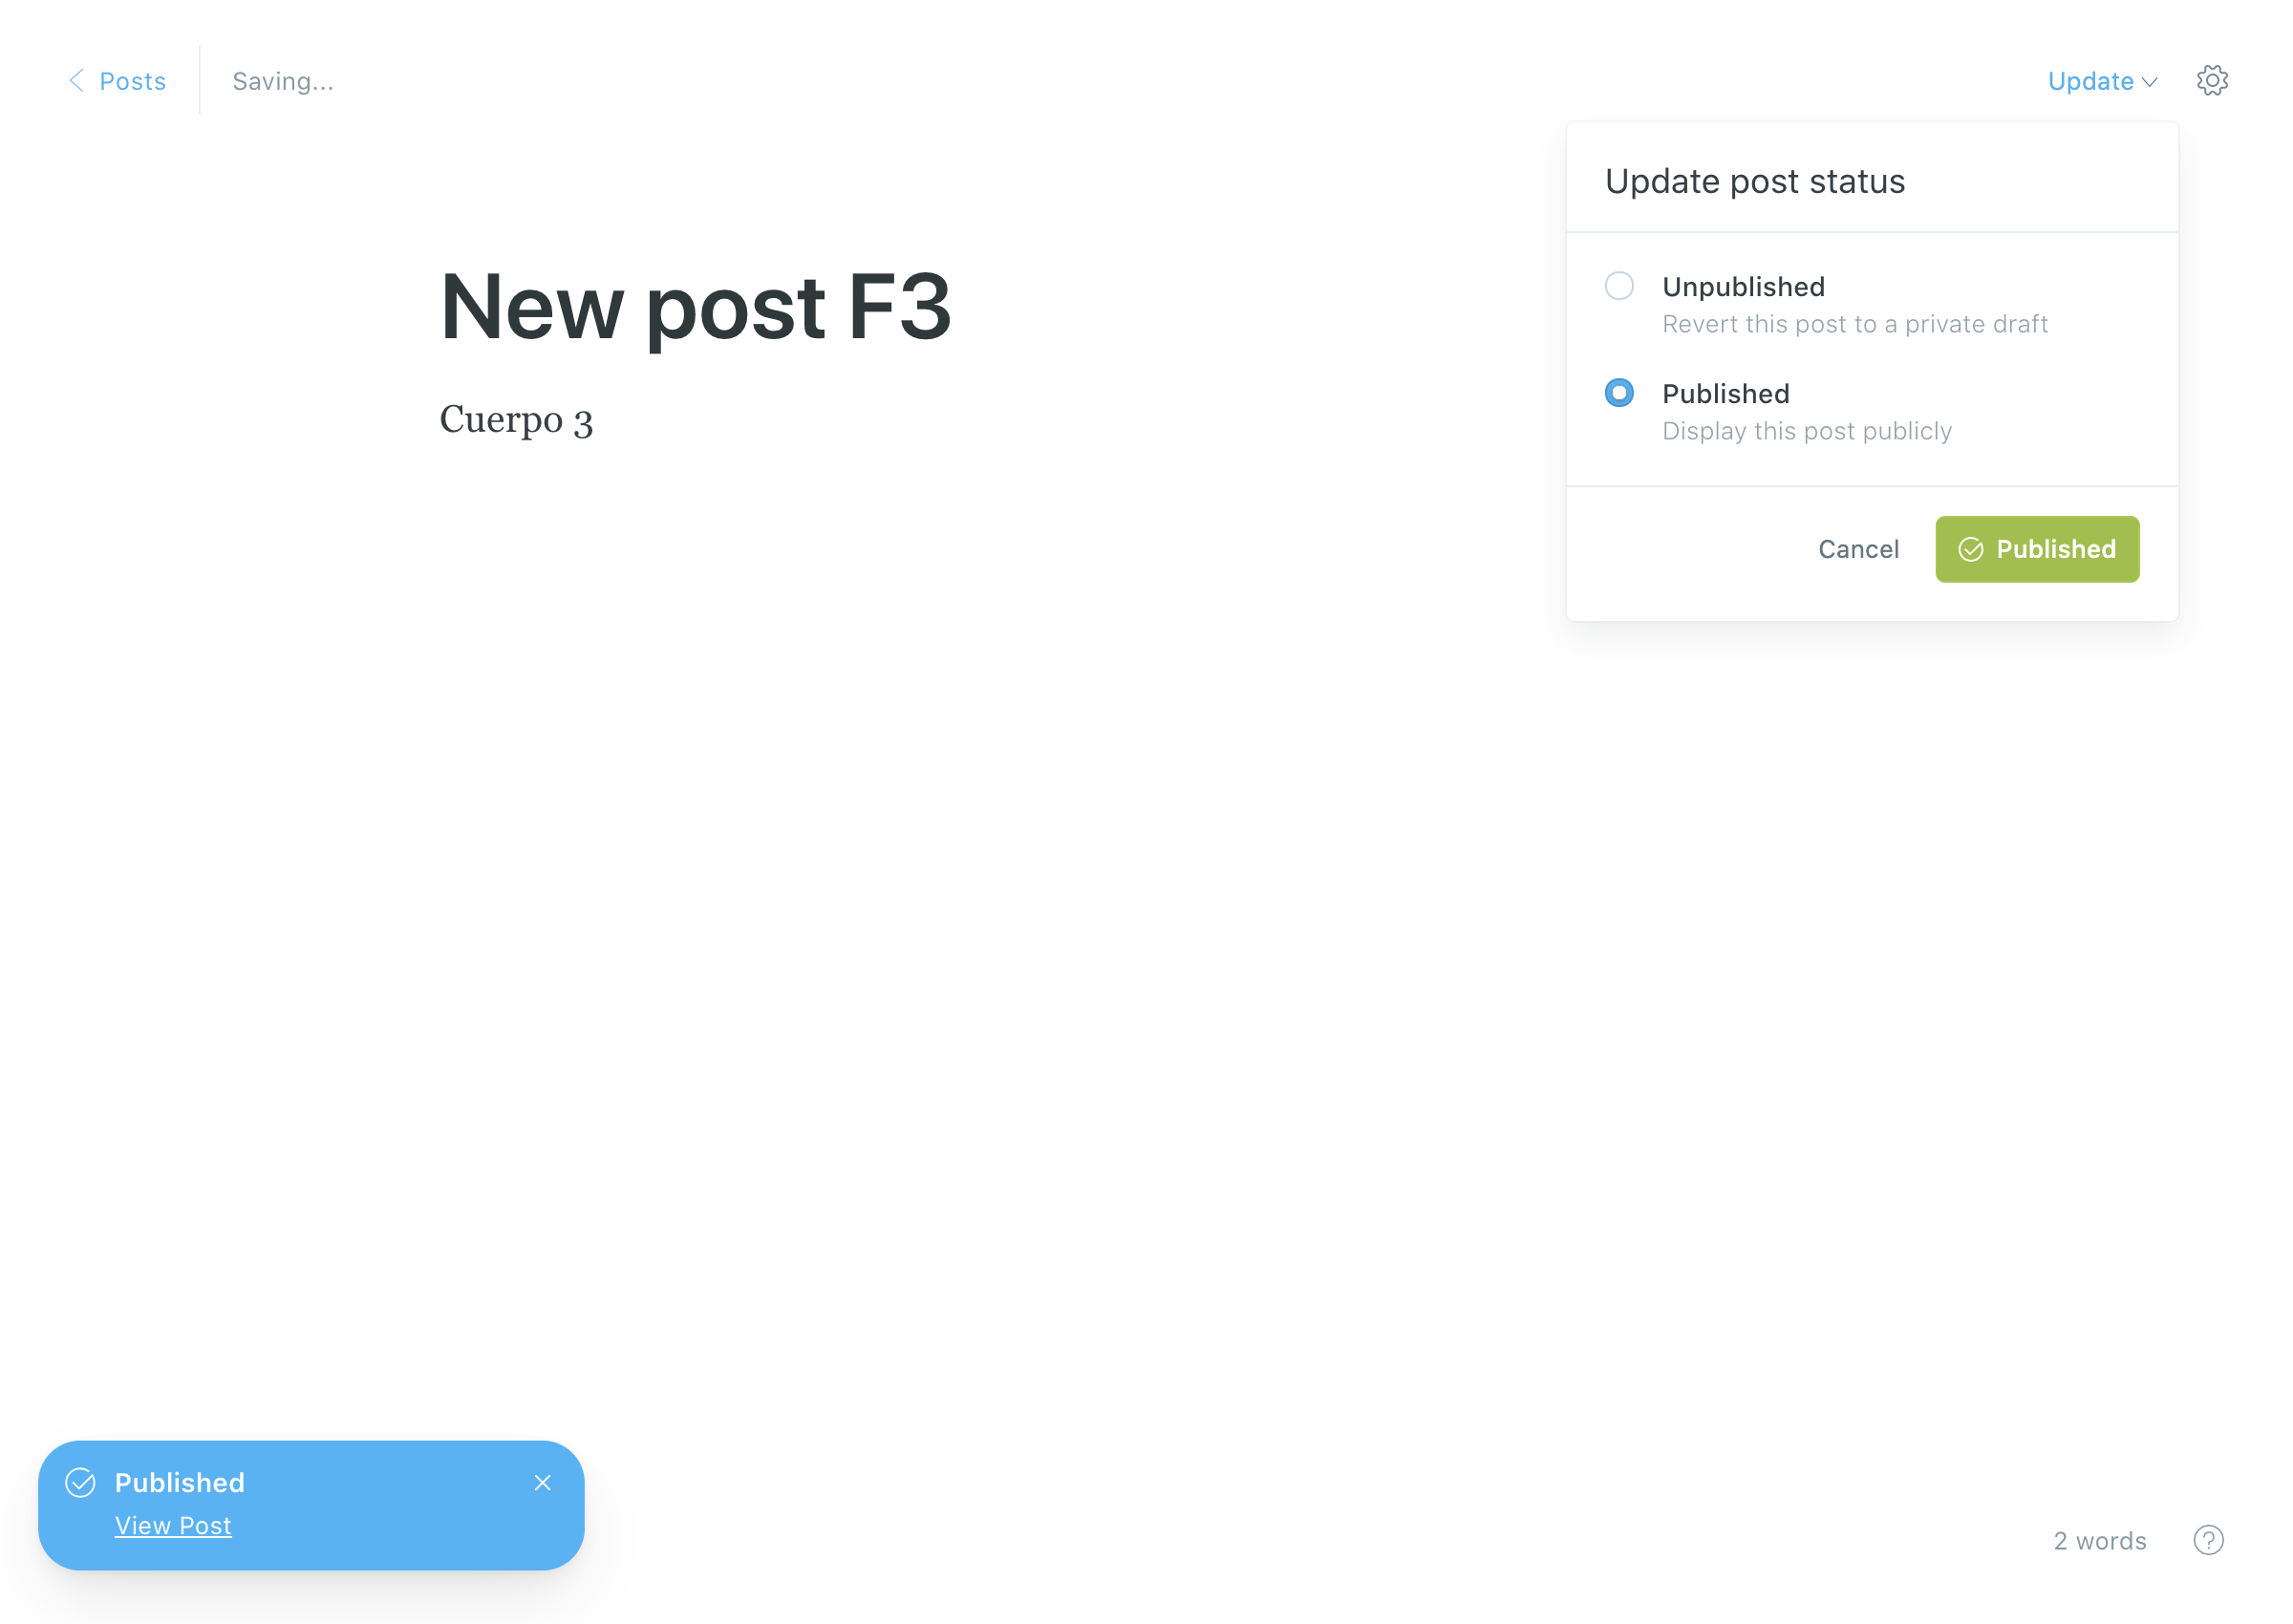 Posts
Saving...
Update
Update post status
Unpublished
Revert this post to a private draft
Published
Display this post publicly
Cancel
Published
New post F3
Cuerpo 3
Published
View Post
2 words
?